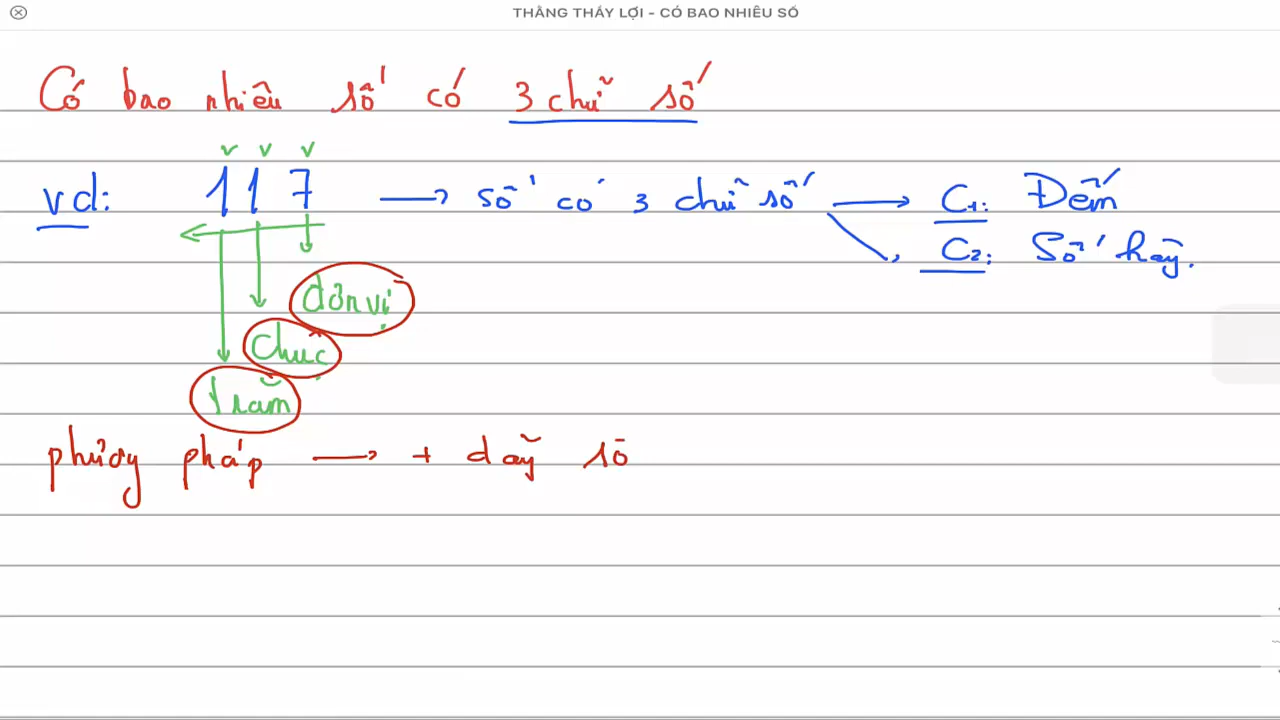 THẰNG THẦY LỢI - CÓ BAO NHIÊU SỐ
Có bao nhiêu số có 3 chữ số
vd: 117 → số có 3 chữ số → C1: Đếm
C2: Số hạng.
đơn vị
chục
trăm
phương pháp → + dãy số